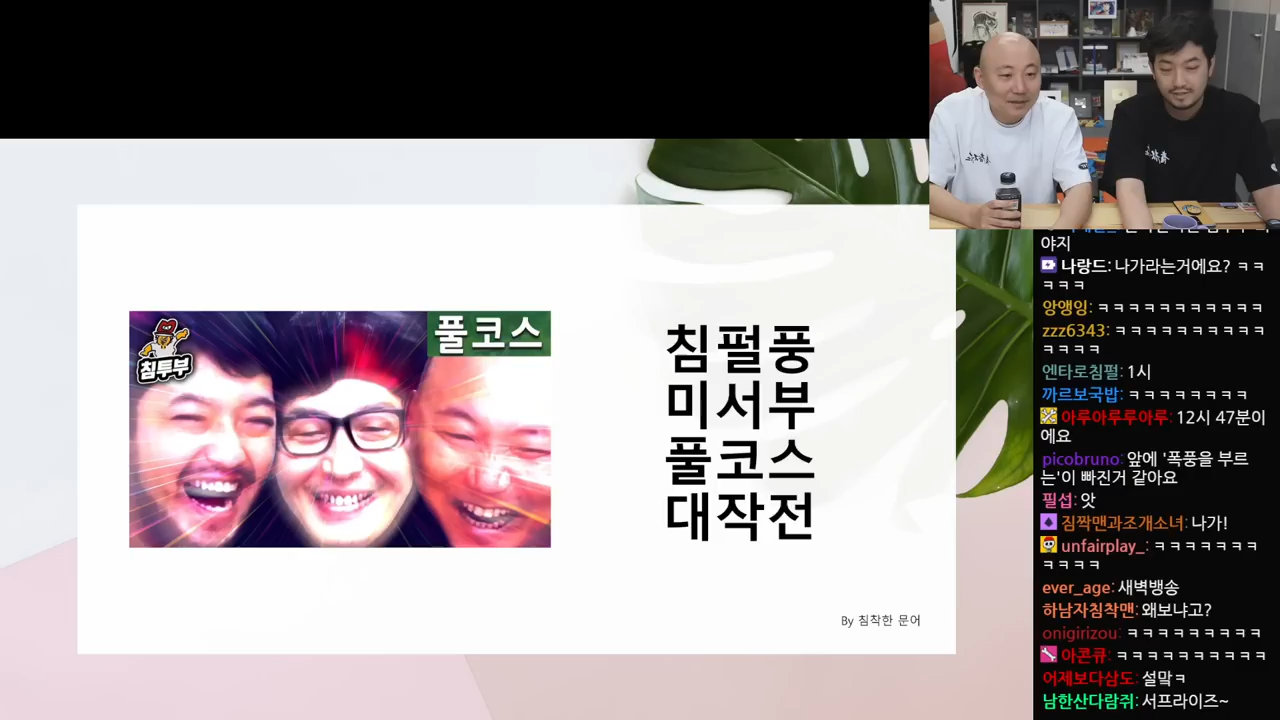 풀코스
침투부
침펄풍
미서부
풀코스
대작전
By 침착한 문어
야지
나랑드: 나가라는거에요? ㅋㅋ
ㅋㅋㅋ
앙앵잉: ㅋㅋㅋㅋㅋㅋㅋㅋㅋㅋㅋ
zzz6343: ㅋㅋㅋㅋㅋㅋㅋㅋㅋㅋ
ㅋㅋㅋㅋ
엔타로침펄: 1시
까르보국밥: ㅋㅋㅋㅋㅋㅋㅋㅋ
아루아루루아루: 12시 47분이
에요
picobruno: 앞에 '폭풍을 부르
는'이 빠진거 같아요
필섭: 앗
짐짝맨과조개소녀: 나가!
unfairplay_: ㅋㅋㅋㅋㅋㅋㅋ
ㅋㅋㅋㅋ
ever_age: 새벽뱅송
하남자침착맨: 왜보냐고?
onigirizou: ㅋㅋㅋㅋㅋㅋㅋㅋㅋ
아콘큐: ㅋㅋㅋㅋㅋㅋㅋㅋㅋㅋ
어제보다삼도: 설맠ㅋ
남한산다람쥐: 서프라이즈~